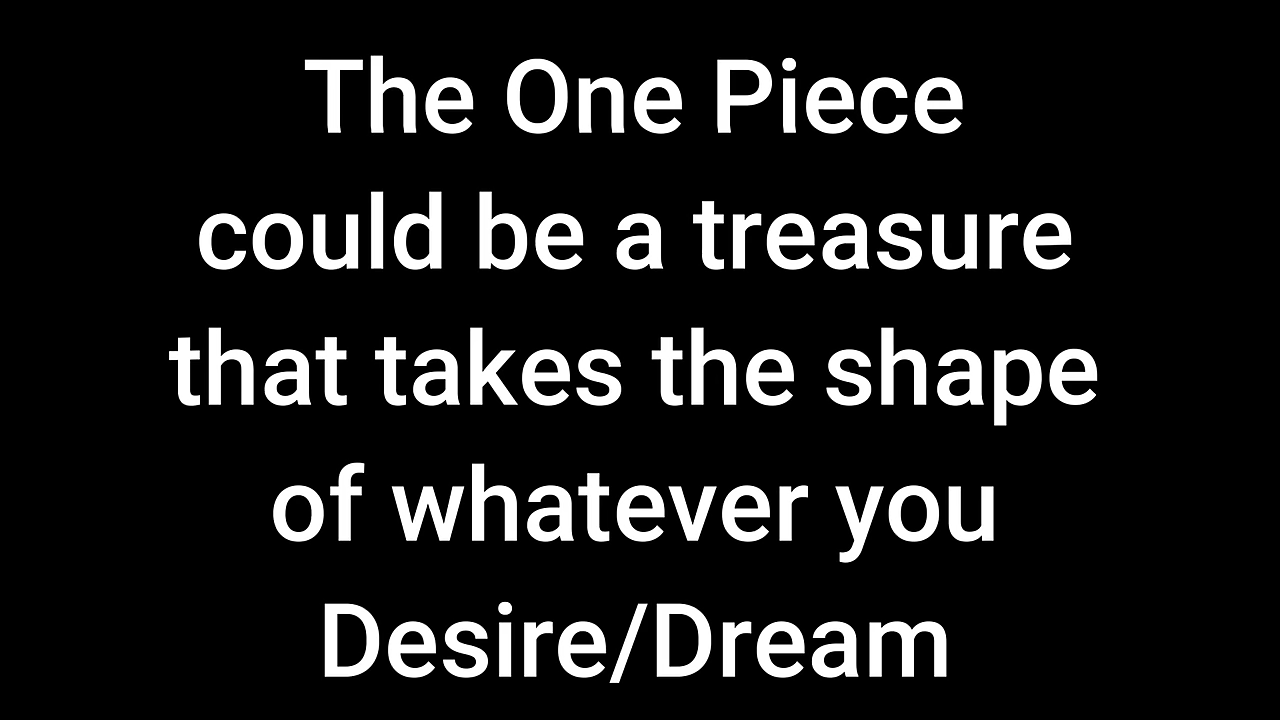 The One Piece
could be a treasure
that takes the shape
of whatever you
Desire/Dream